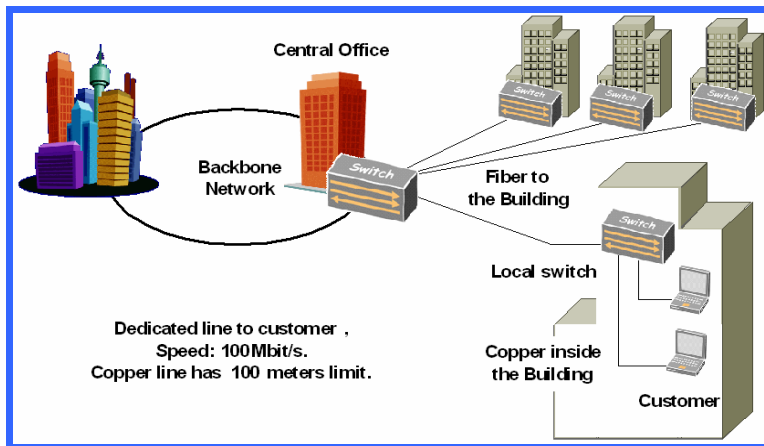 Central Office
Switch
Switch
Switch
Backbone
Network
Switch
Fiber to
the Building
Switch
Local switch
Dedicated line to customer ,
Speed: 100Mbit/s.
Copper line has 100 meters limit.
Copper inside
the Building
Customer